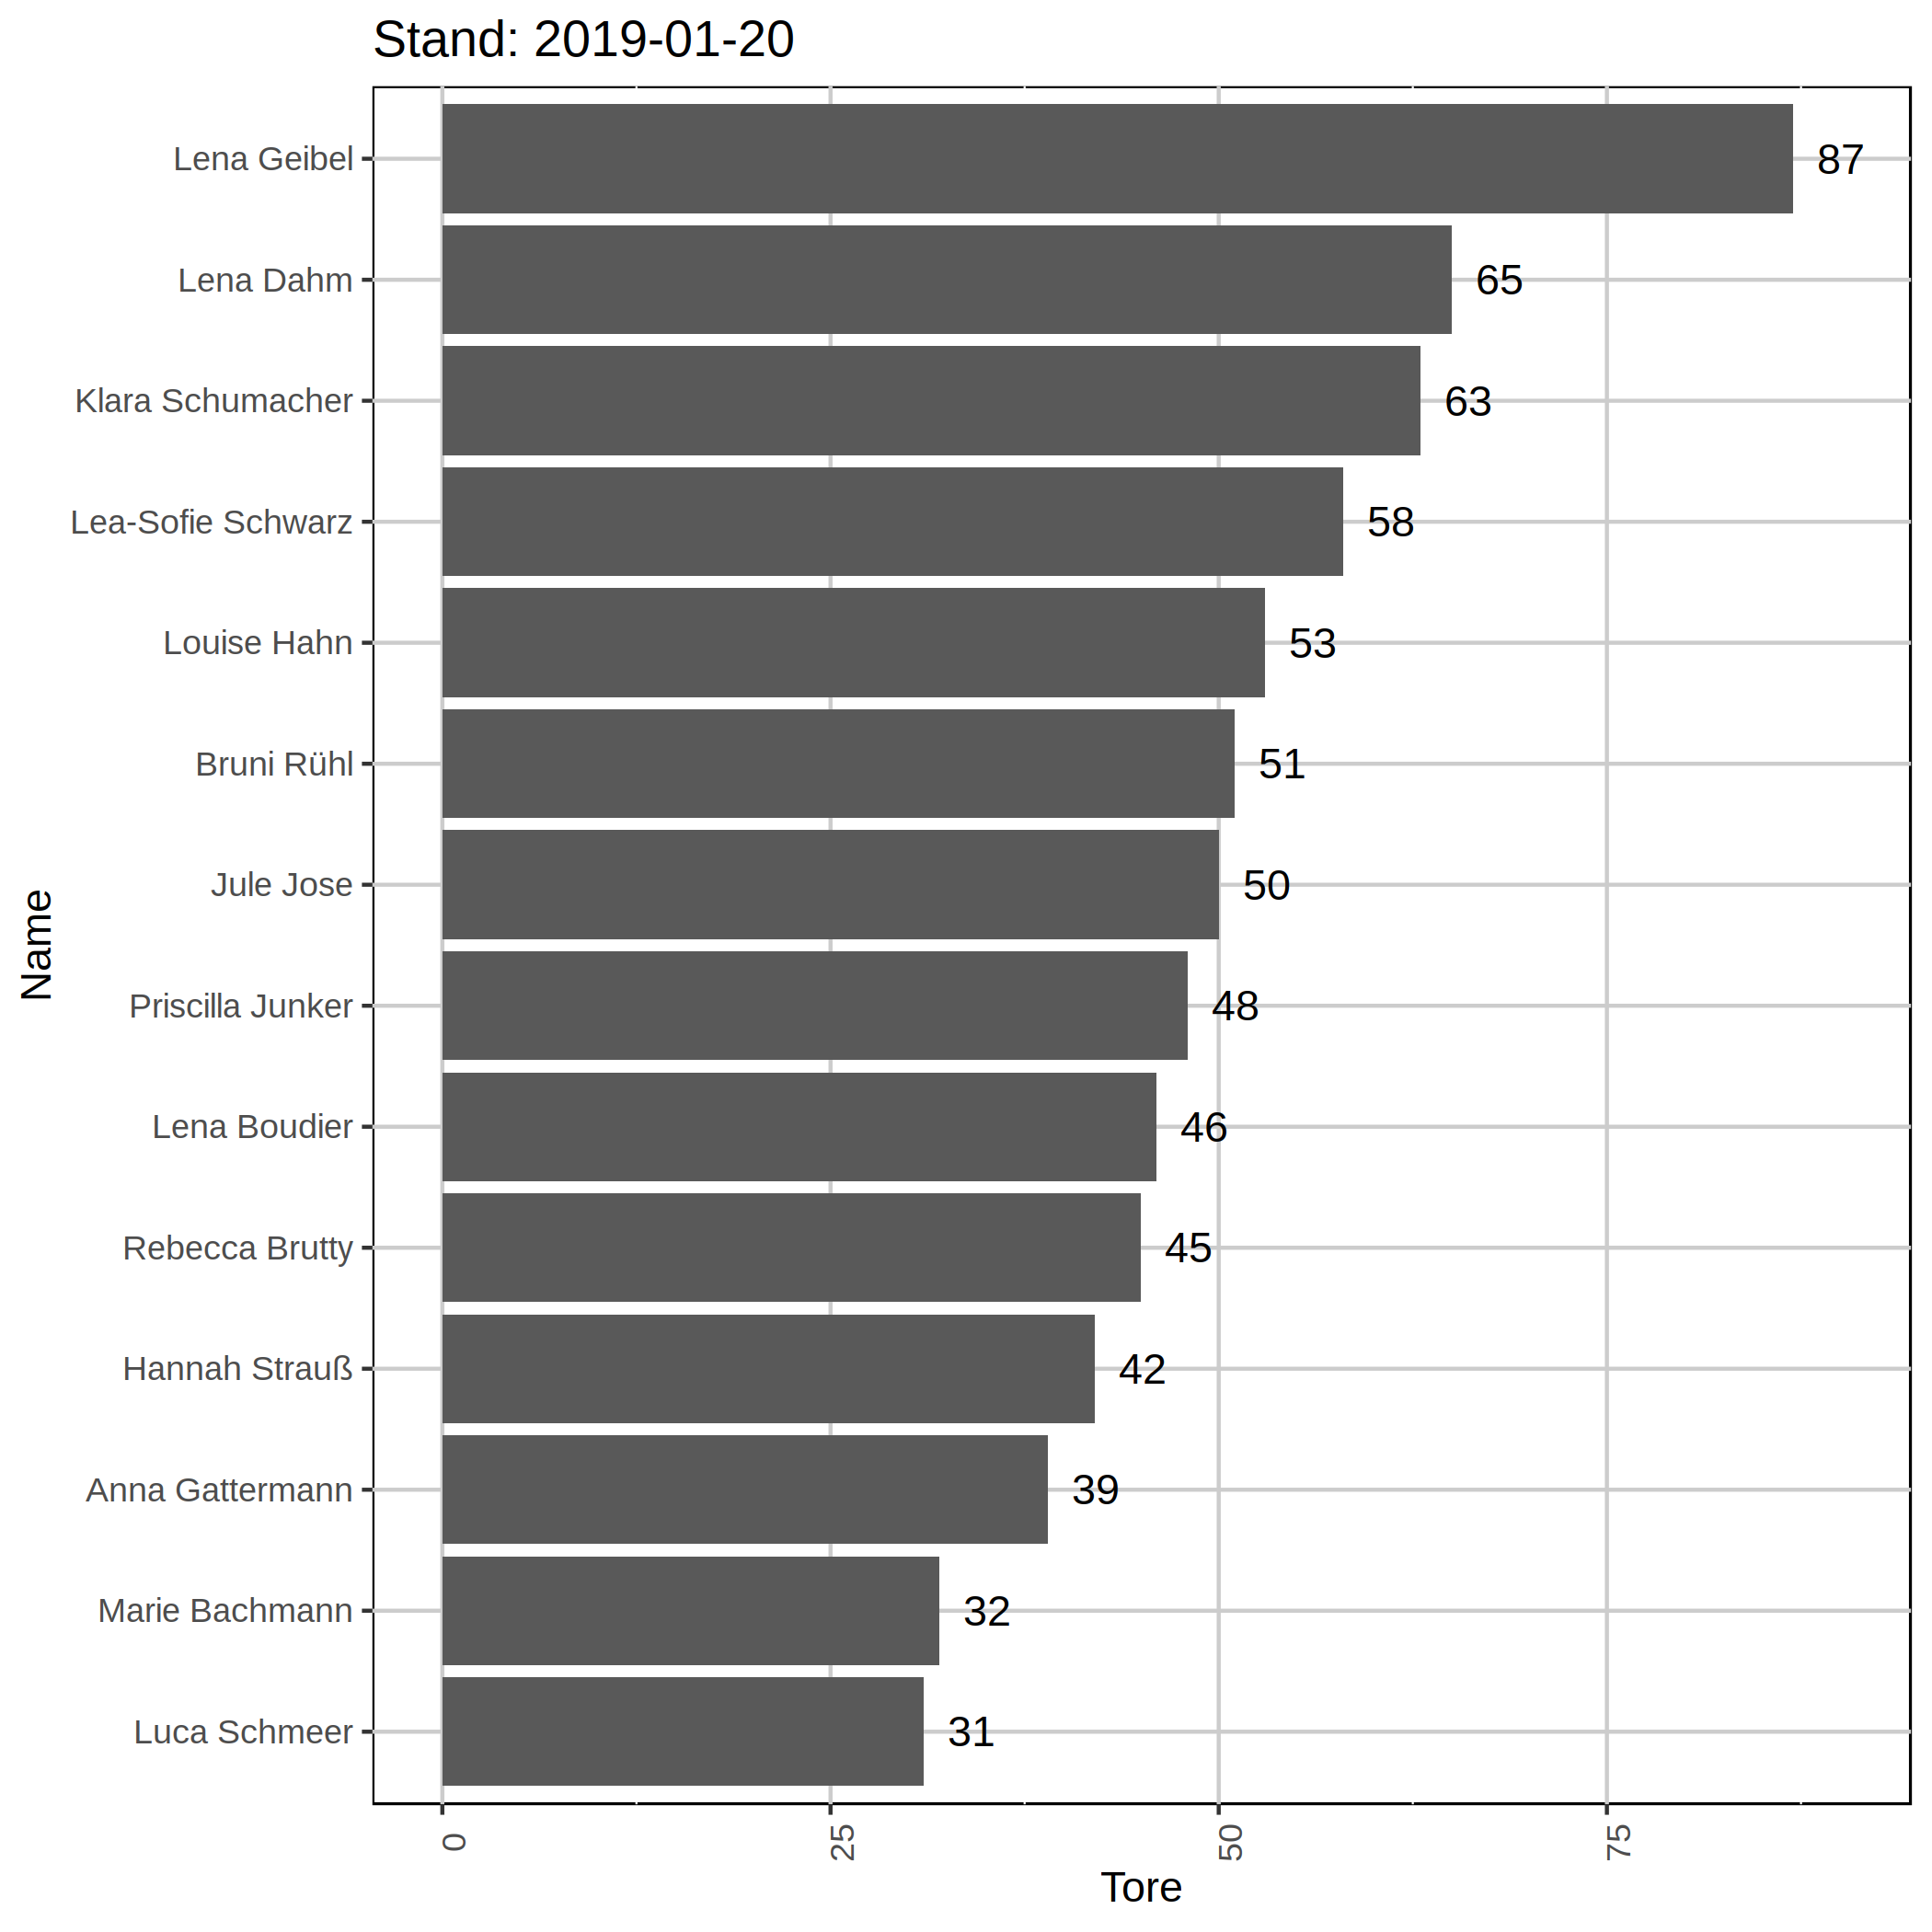 Stand: 2019-01-20
Lena Geibel 87
Lena Dahm 65
Klara Schumacher 63
Lea-Sofie Schwarz 58
Louise Hahn 53
Bruni Rühl 51
Jule Jose 50
Priscilla Junker 48
Lena Boudier 46
Rebecca Brutty 45
Hannah Strauß 42
Anna Gattermann 39
Marie Bachmann 32
Luca Schmeer 31
Name
0 25 50 75
Tore